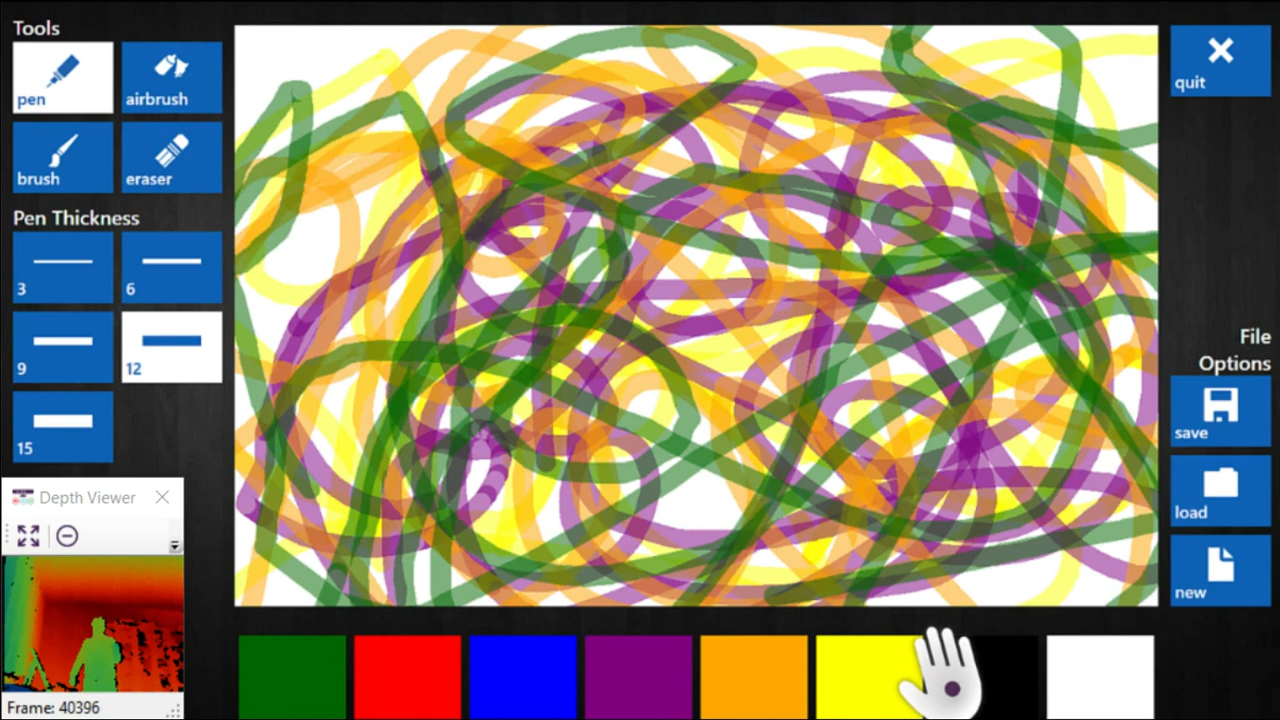 Tools
pen
airbrush
brush
eraser
Pen Thickness
3
6
9
12
15
Depth Viewer
Frame: 40396
quit
File
Options
save
load
new